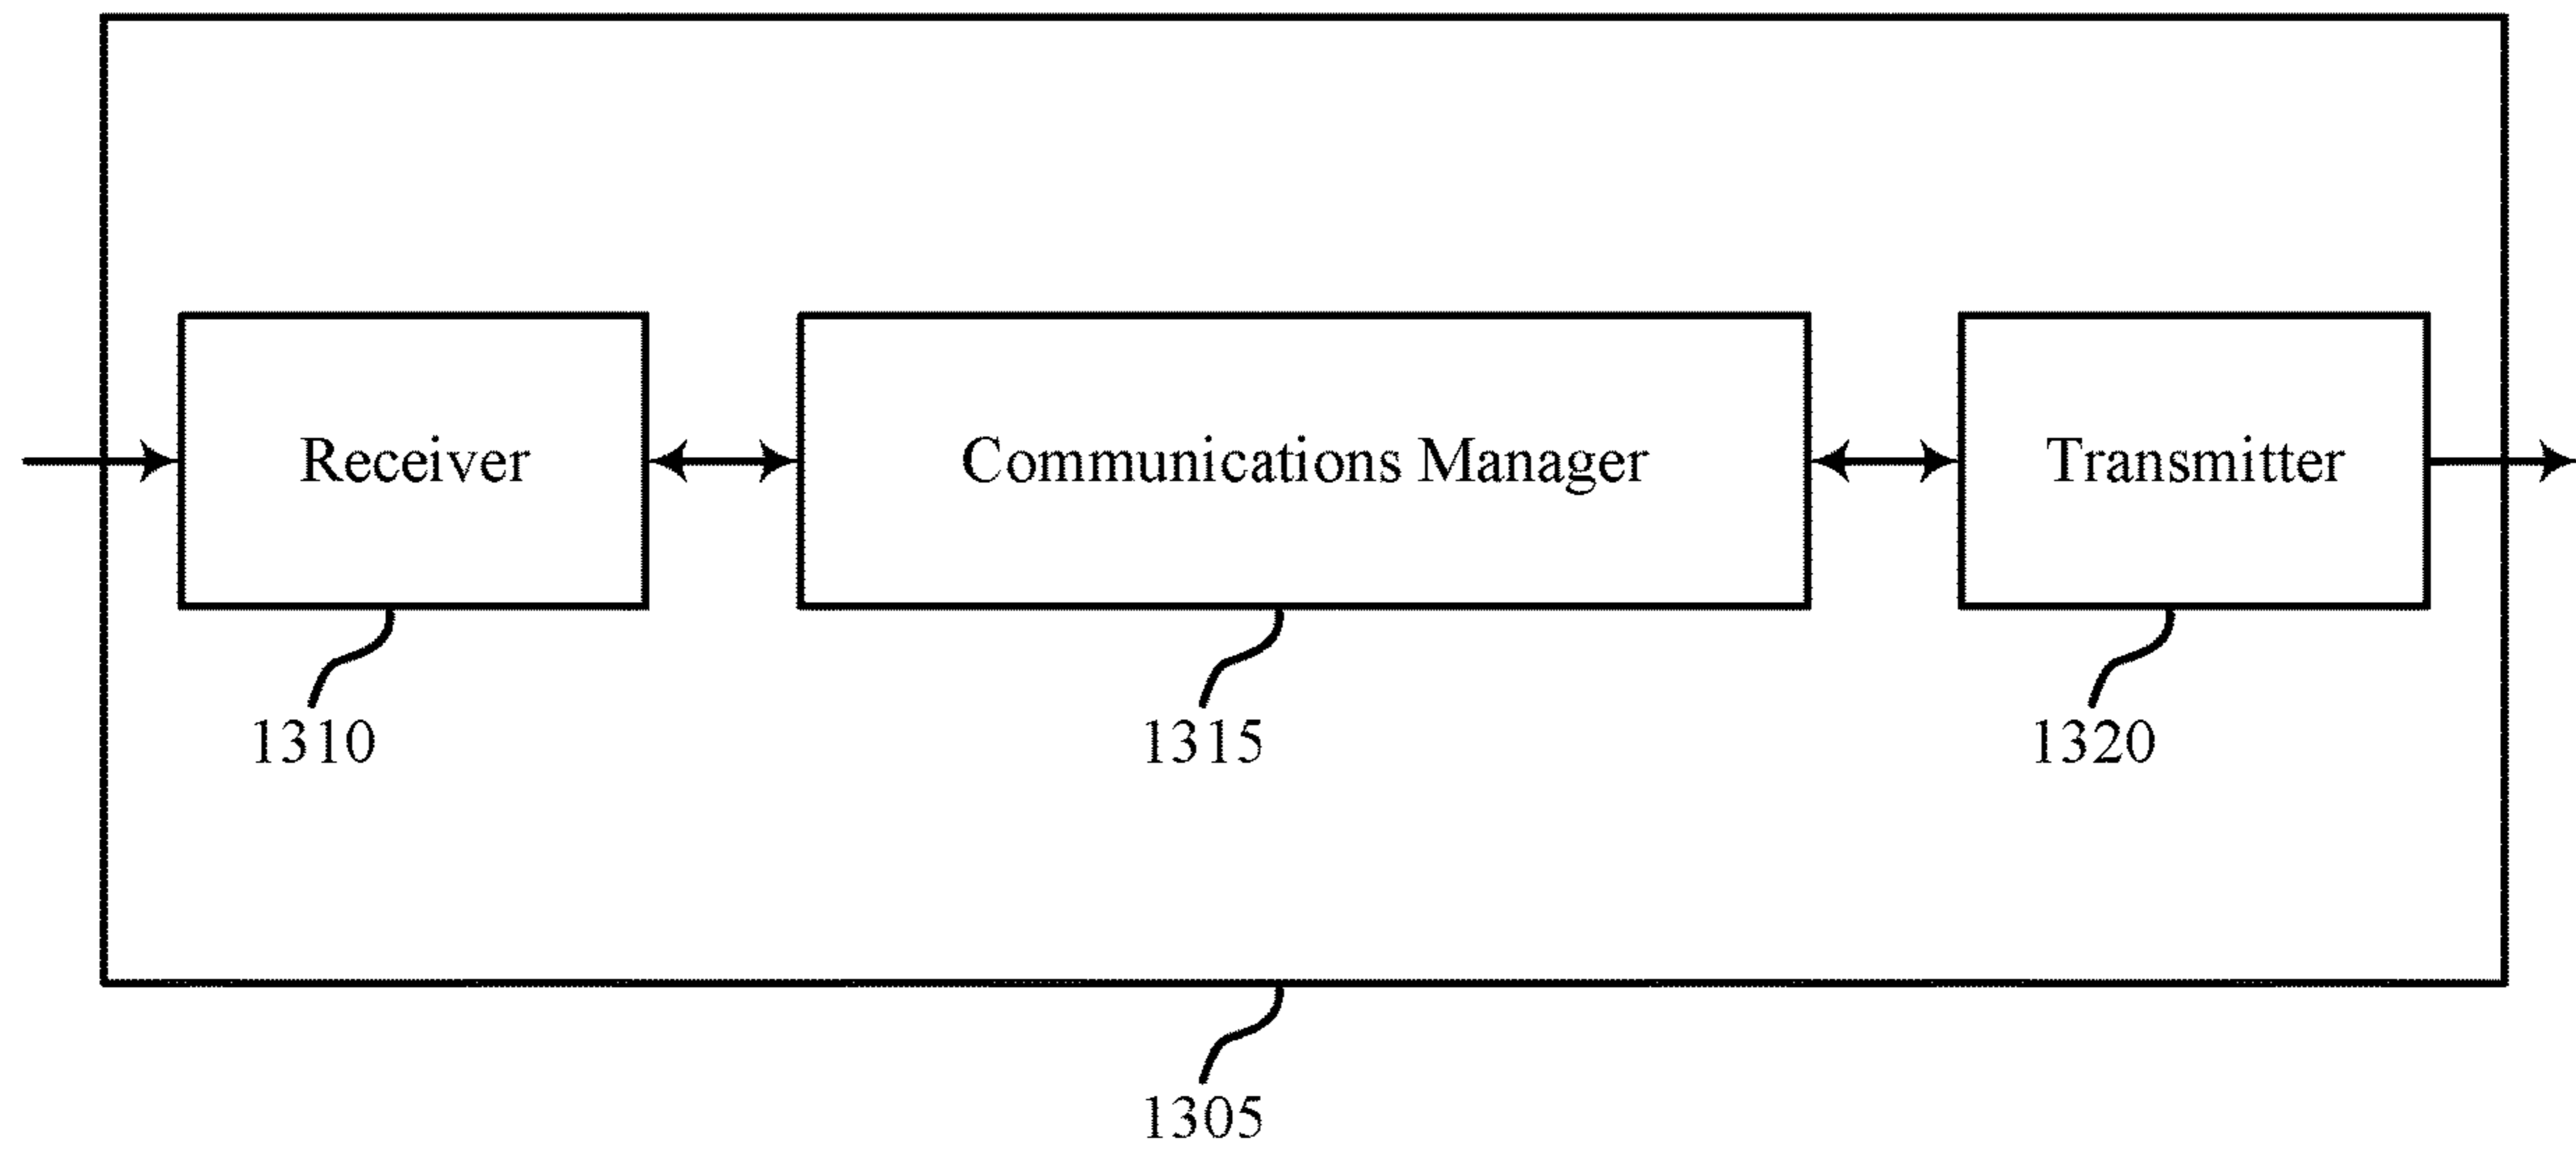 Receiver
Communications Manager
Transmitter
1310
1315
1320
1305